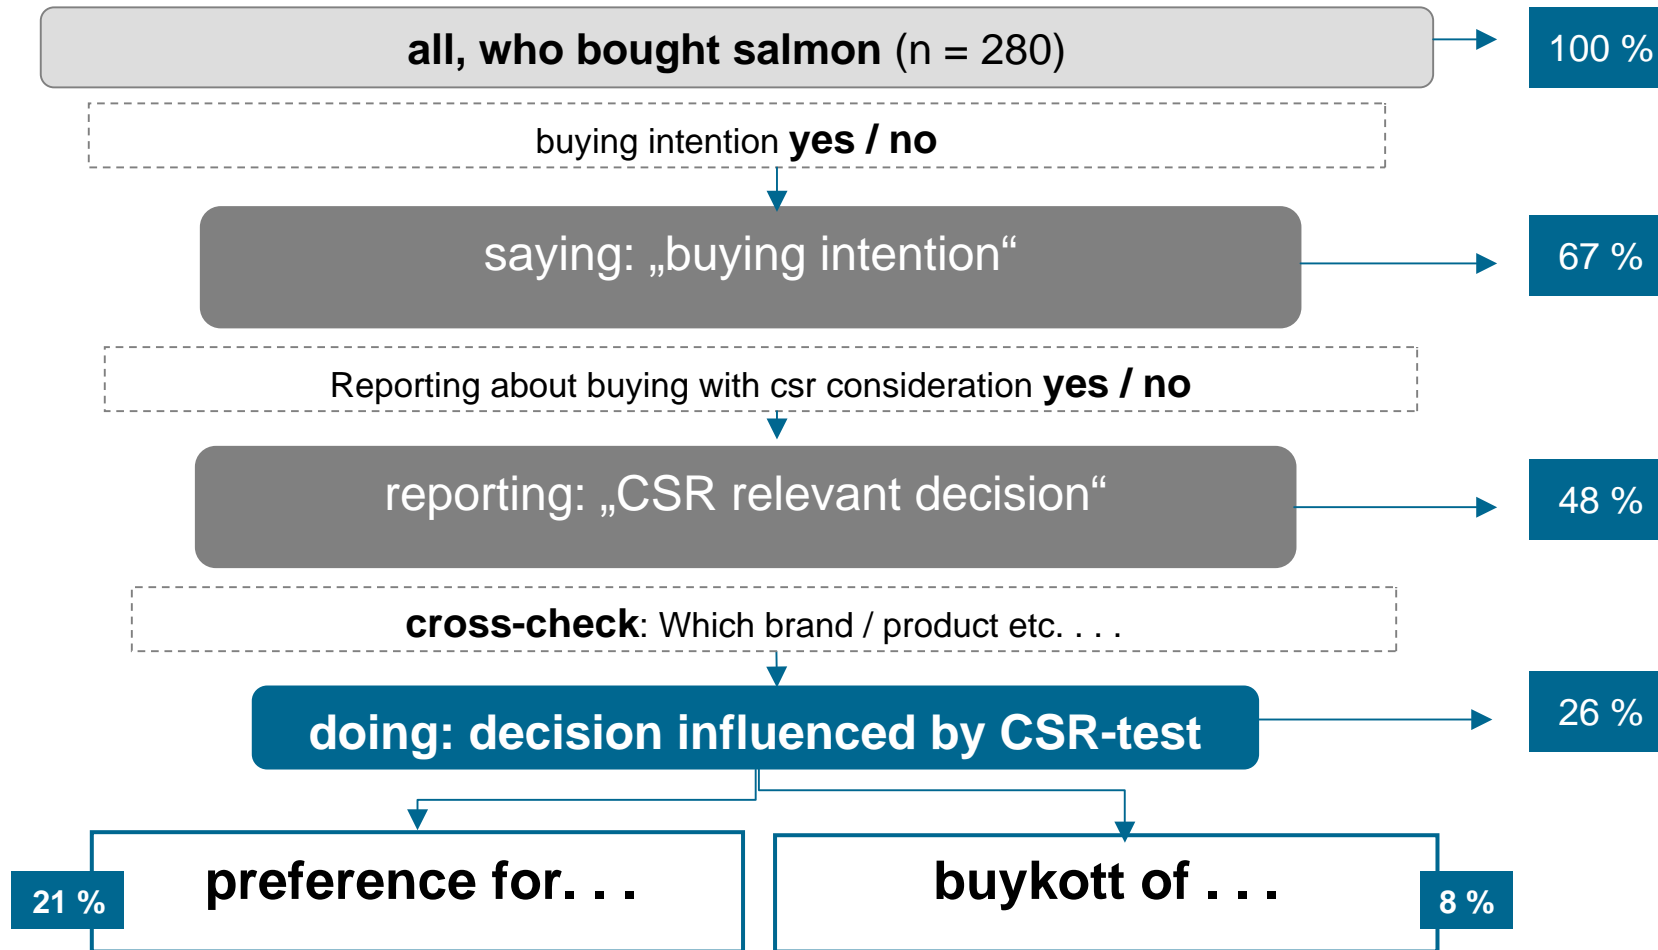 all, who bought salmon (n = 280)
100 %
buying intention yes / no
saying: „buying intention“
67 %
Reporting about buying with csr consideration yes / no
reporting: „CSR relevant decision“
48 %
cross-check: Which brand / product etc. . . .
doing: decision influenced by CSR-test
26 %
preference for. . .
21 %
buykott of . . .
8 %